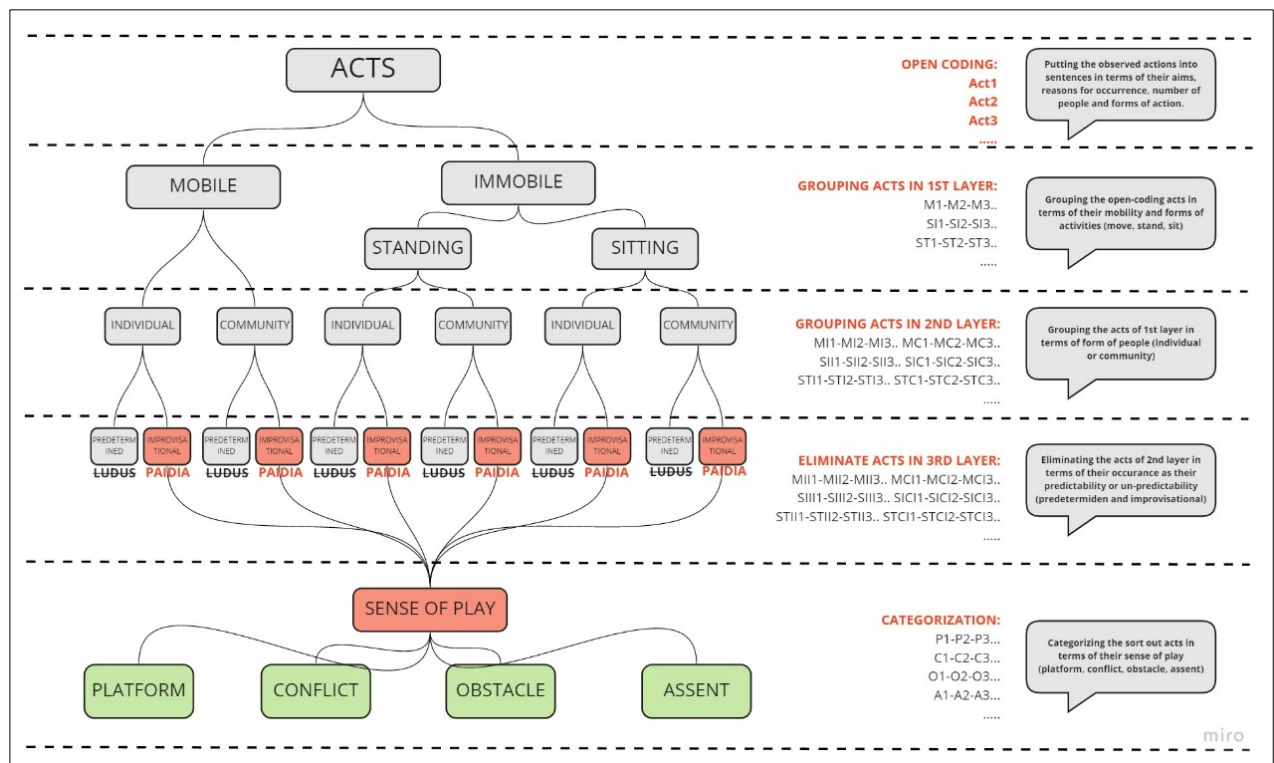 ACTS
OPEN CODING:
Act1
Act2
Act3
.....
Putting the observed actions into
sentences in terms of their aims,
reasons for occurrence, number of
people and forms of action.
MOBILE
IMMOBILE
STANDING
SITTING
GROUPING ACTS IN 1ST LAYER:
M1-M2-M3..
SI1-SI2-SI3..
ST1-ST2-ST3..
.....
Grouping the open-coding acts in
terms of their mobility and forms of
activities (move, stand, sit)
INDIVIDUAL
COMMUNITY
INDIVIDUAL
COMMUNITY
INDIVIDUAL
COMMUNITY
GROUPING ACTS IN 2ND LAYER:
MI1-MI2-MI3.. MC1-MC2-MC3..
SII1-SII2-SII3.. SIC1-SIC2-SIC3..
STI1-STI2-STI3.. STC1-STC2-STC3..
.....
Grouping the acts of 1st layer in
terms of form of people (individual
or community)
PREDETERM
INED
LUDUS
IMPROVISA
TIONAL
PAIDIA
PREDETERM
INED
LUDUS
IMPROVISA
TIONAL
PAIDIA
PREDETERM
INED
LUDUS
IMPROVISA
TIONAL
PAIDIA
PREDETERM
INED
LUDUS
IMPROVISA
TIONAL
PAIDIA
PREDETERM
INED
LUDUS
IMPROVISA
TIONAL
PAIDIA
PREDETERM
INED
LUDUS
IMPROVISA
TIONAL
PAIDIA
ELIMINATE ACTS IN 3RD LAYER:
MII1-MII2-MII3.. MCI1-MCI2-MCI3..
SIII1-SIII2-SIII3.. SICI1-SICI2-SICI3..
STII1-STII2-STII3.. STCI1-STCI2-STCI3..
.....
Eliminating the acts of 2nd layer in
terms of their occurance as their
predictability or un-predictability
(predetermiden and improvisational)
SENSE OF PLAY
PLATFORM
CONFLICT
OBSTACLE
ASSENT
CATEGORIZATION:
P1-P2-P3...
C1-C2-C3...
O1-O2-O3...
A1-A2-A3...
.....
Categorizing the sort out acts in
terms of their sense of play
(platform, conflict, obstacle, assent)
miro